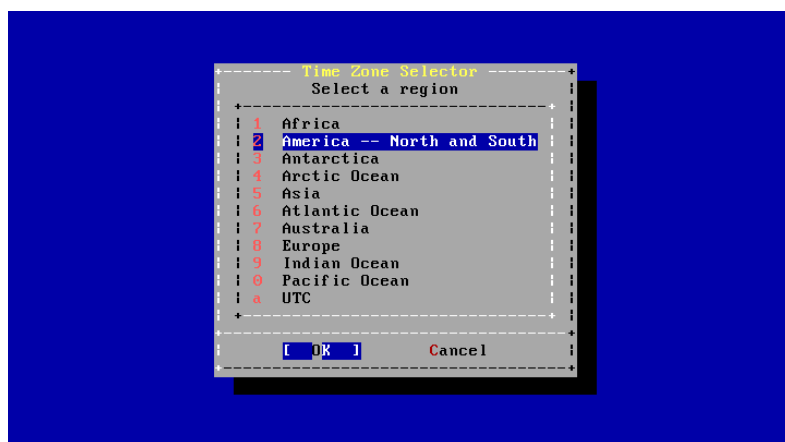 Time Zone Selector
Select a region
1 Africa
2 America -- North and South
3 Antarctica
4 Arctic Ocean
5 Asia
6 Atlantic Ocean
7 Australia
8 Europe
9 Indian Ocean
0 Pacific Ocean
a UTC
[ OK ] Cancel